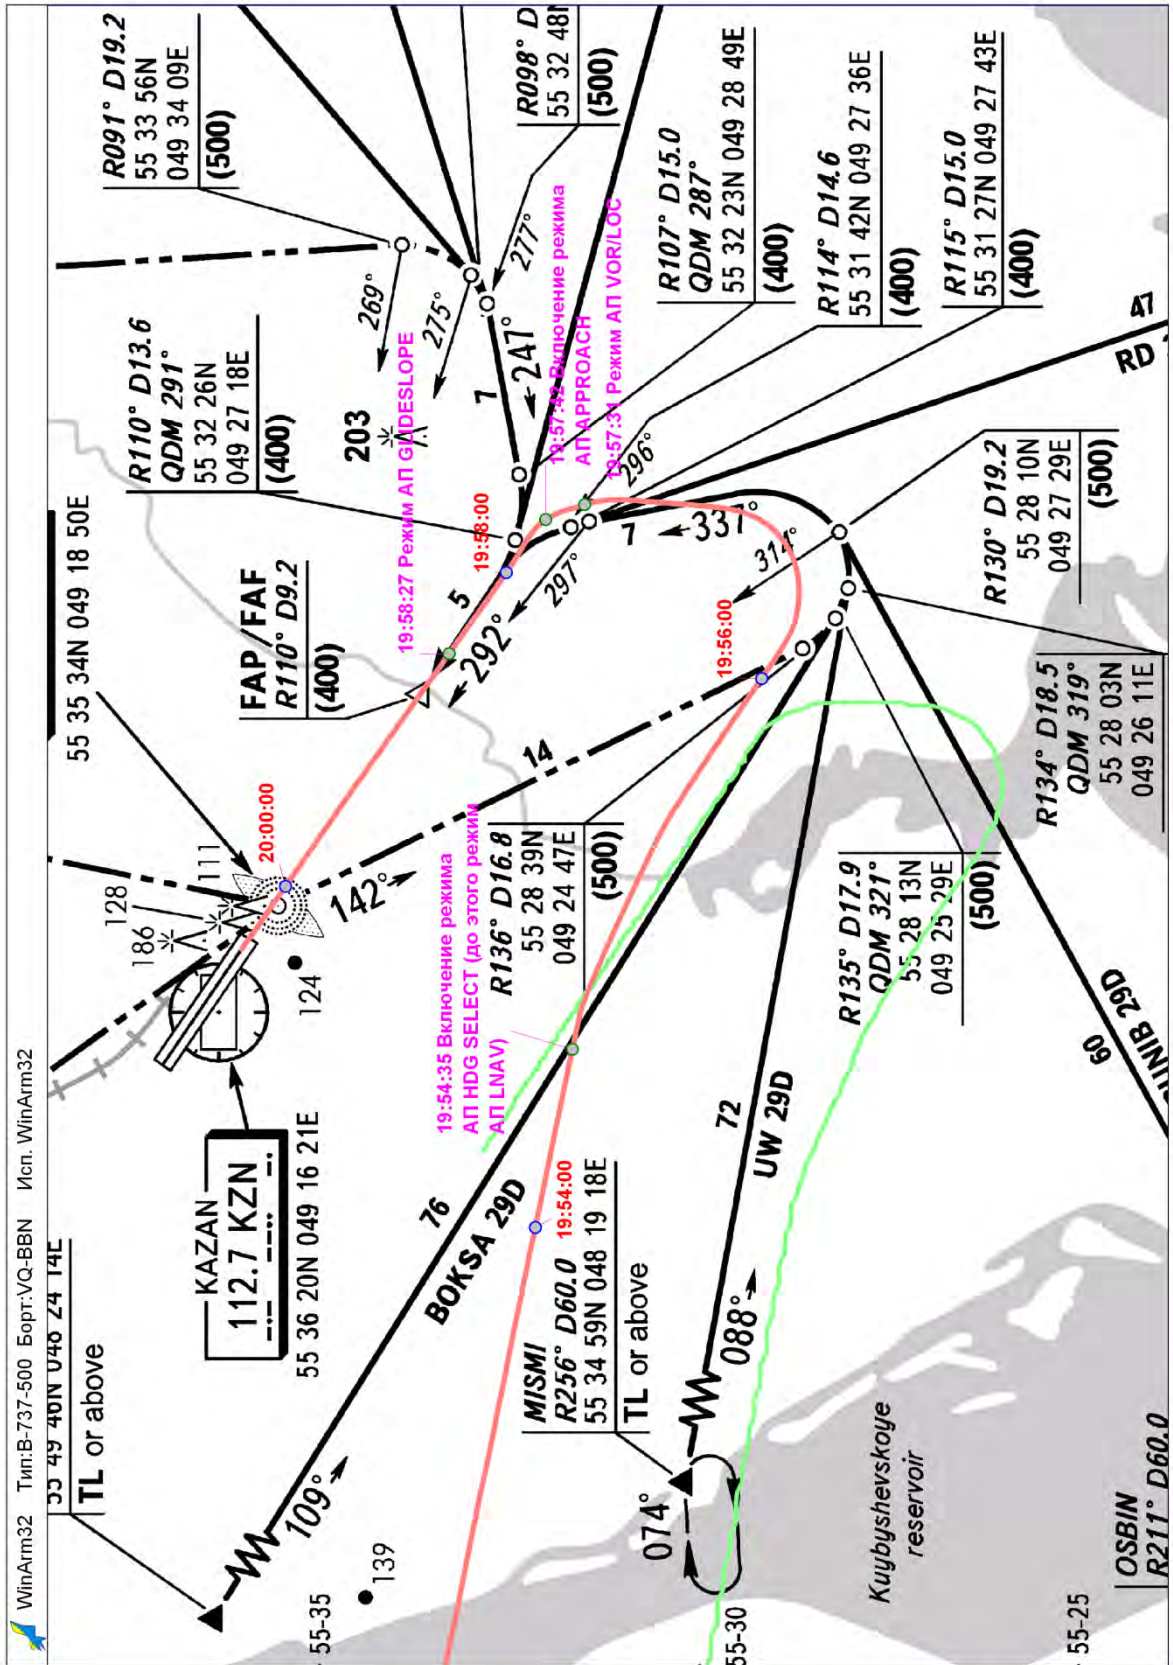 WinArm32 Тип:B-737-500 Борт:VQ-BBN Исп. WinArm32
TL or above
109°
139
55-35
KAZAN
112.7 KZN
55 36 20N 049 16 21E
76
BOKSA 29D
MISMI
R256° D60.0
55 34 59N 048 19 18E
TL or above
074°
088°
72
UW 29D
55-30
Kuybyshevskoye
reservoir
55-25
OSBIN
R211° D60.0
60
186
128
111
124
142°
14
55 35 34N 049 18 50E
20:00:00
FAP FAF
R110° D9.2
(400)
292°
5
19:54:35 Включение режима
АП HDG SELECT (до этого режим
АП LNAV)
19:54:00
R136° D16.8
55 28 39N
049 24 47E
(500)
R135° D17.9
QDM 321°
55 28 13N
049 25 29E
(500)
R134° D18.5
QDM 319°
55 28 03N
049 26 11E
R130° D19.2
55 28 10N
049 27 29E
(500)
19:56:00
314°
337°
7
297°
296°
19:58:27 Режим АП GLIDESLOPE
19:58:00
R110° D13.6
QDM 291°
55 32 26N
049 27 18E
(400)
203
R091° D19.2
55 33 56N
049 34 09E
(500)
269°
275°
277°
247°
7
19:57:42 Включение режима
АП APPROACH
19:57:31 Режим АП VOR/LOC
R098° D
55 32 48N
(500)
R107° D15.0
QDM 287°
55 32 23N 049 28 49E
(400)
R114° D14.6
55 31 42N 049 27 36E
(400)
R115° D15.0
55 31 27N 049 27 43E
(400)
47
RD